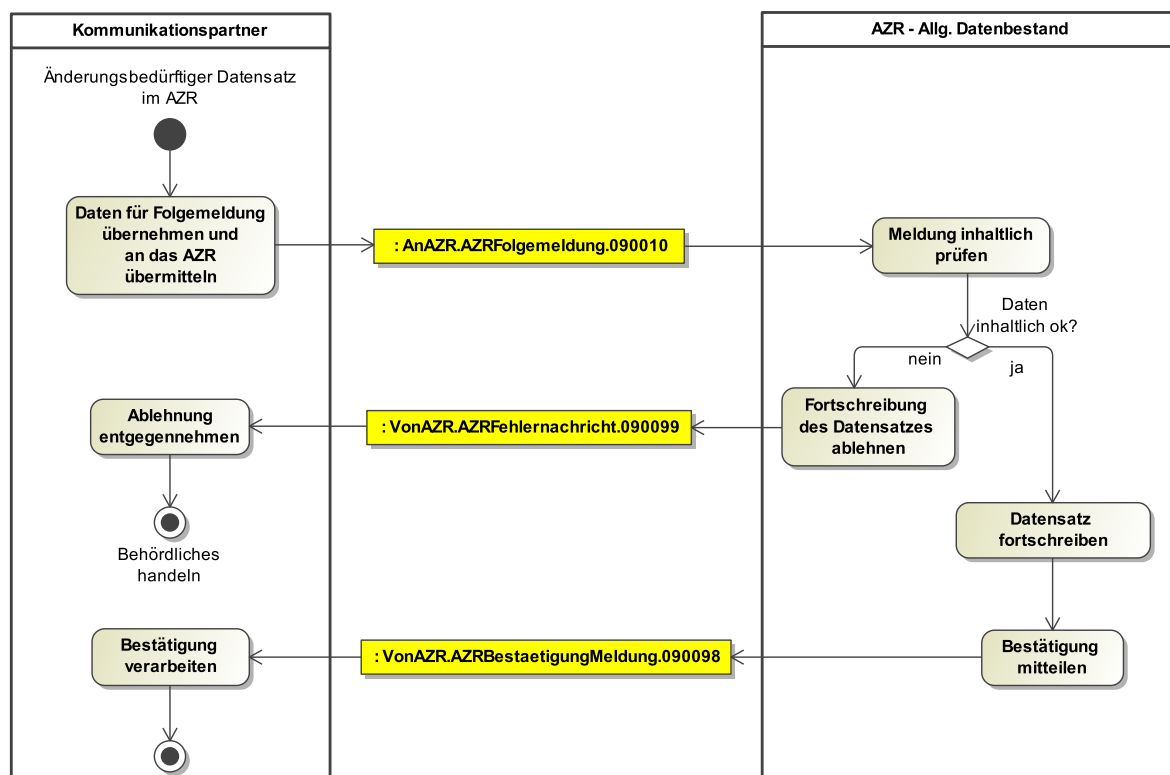 Kommunikationspartner
AZR - Allg. Datenbestand
Änderungsbedürftiger Datensatz
im AZR
Daten für Folgemeldung
übernehmen und
an das AZR
übermitteln
: AnAZR.AZRFolgemeldung.090010
Meldung inhaltlich
prüfen
Daten
inhaltlich ok?
nein
ja
Fortschreibung
des Datensatzes
ablehnen
: VonAZR.AZRFehlernachricht.090099
Ablehnung
entgegennehmen
Behördliches
handeln
Datensatz
fortschreiben
Bestätigung
mitteilen
: VonAZR.AZRBestaetigungMeldung.090098
Bestätigung
verarbeiten